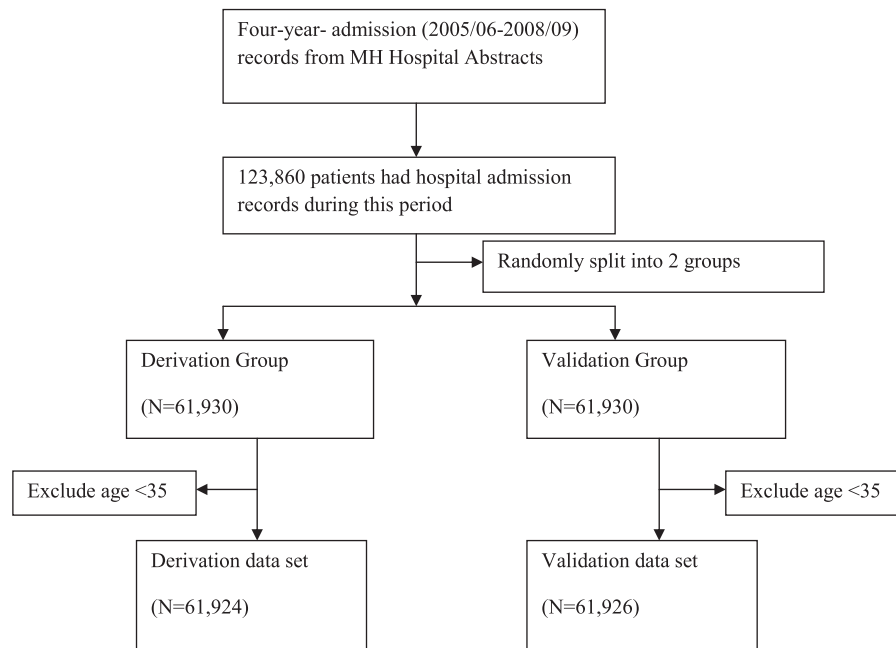 Four-year- admission (2005/06-2008/09)
records from MH Hospital Abstracts
123,860 patients had hospital admission
records during this period
Randomly split into 2 groups
Derivation Group
(N=61,930)
Validation Group
(N=61,930)
Exclude age <35
Exclude age <35
Derivation data set
(N=61,924)
Validation data set
(N=61,926)